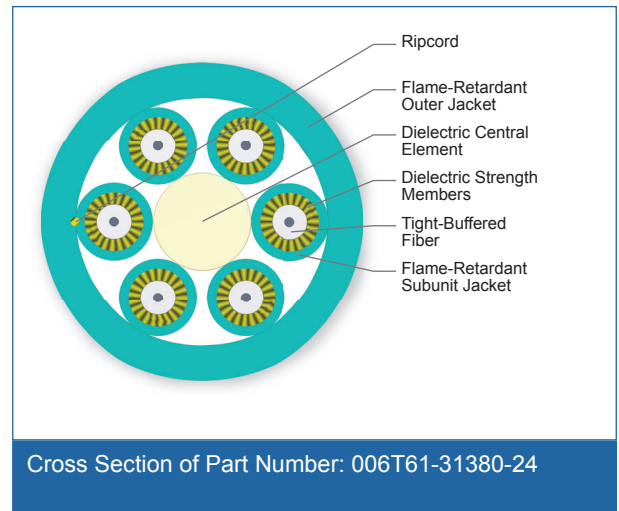 Ripcord
Flame-Retardant
Outer Jacket
Dielectric Central
Element
Dielectric Strength
Members
Tight-Buffered
Fiber
Flame-Retardant
Subunit Jacket
Cross Section of Part Number: 006T61-31380-24